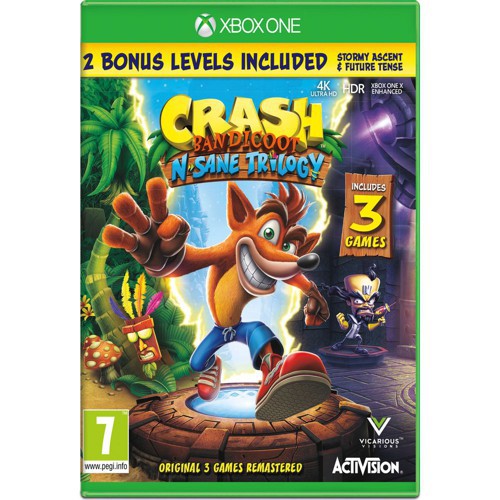 XBOX ONE
2 BONUS LEVELS INCLUDED
STORMY ASCENT
& FUTURE TENSE
4K
ULTRA HD
HDR
XBOX ONE X
ENHANCED
CRASH
BANDICOOT
N. SANE TRILOGY
INCLUDES
3
GAMES
7
www.pegi.info
ORIGINAL 3 GAMES REMASTERED
VICARIOUS
VISIONS
ACTIVISION